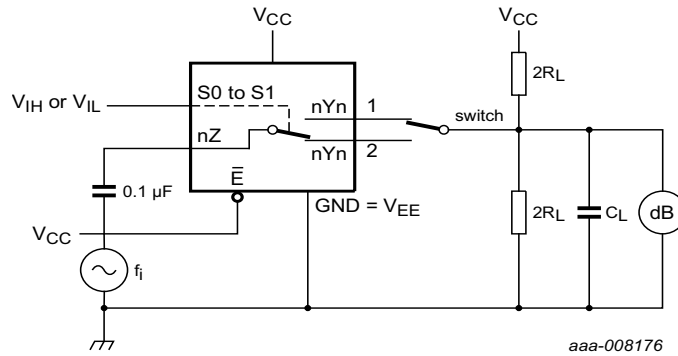 VCC
VCC
2RL
S0 to S1
VIH or VIL
nYn
1
switch
nZ
nYn
2
E̅
0.1 µF
GND = VEE
2RL
CL
dB
VCC
fi
aaa-008176